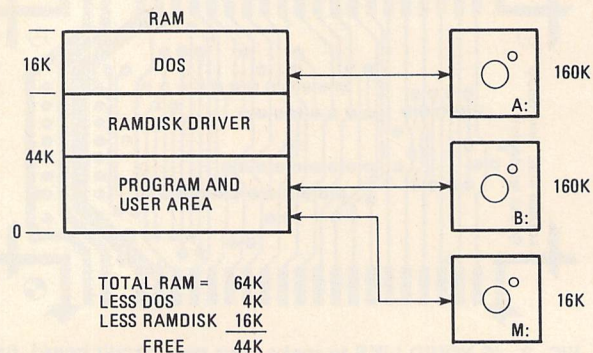 RAM
16K
DOS
RAMDISK DRIVER
44K
PROGRAM AND
USER AREA
0
160K
A:
160K
B:
16K
M:
TOTAL RAM = 64K
LESS DOS 4K
LESS RAMDISK 16K
FREE 44K